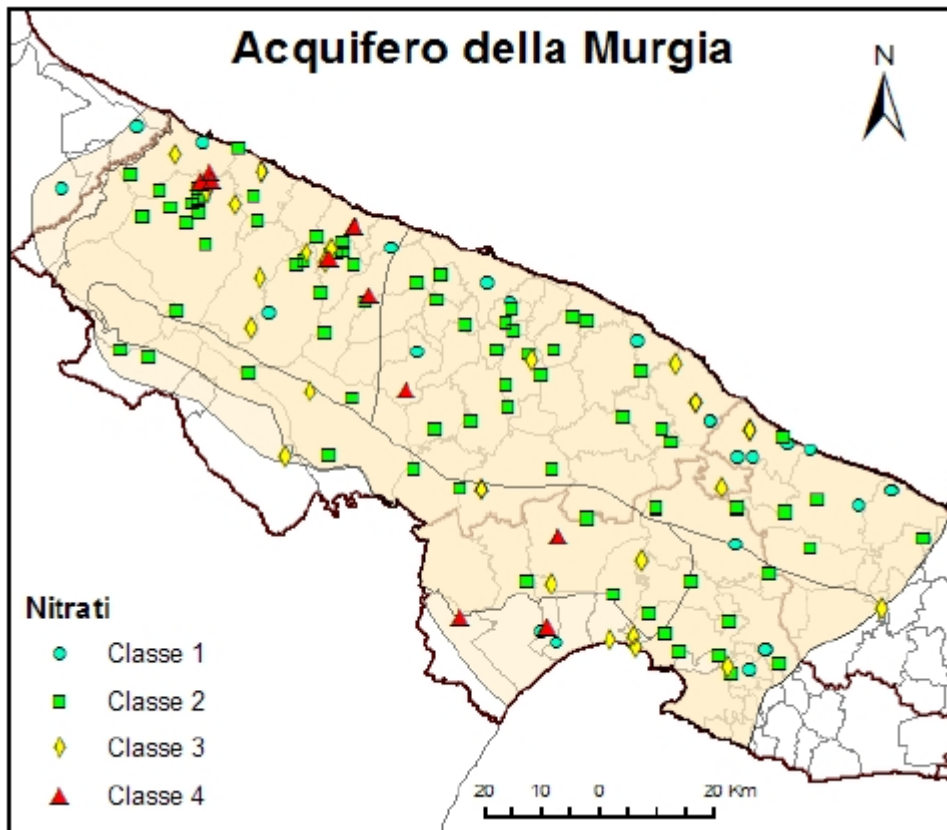 Acquifero della Murgia
N
Nitrati
Classe 1
Classe 2
Classe 3
Classe 4
20 10 0 20 Km